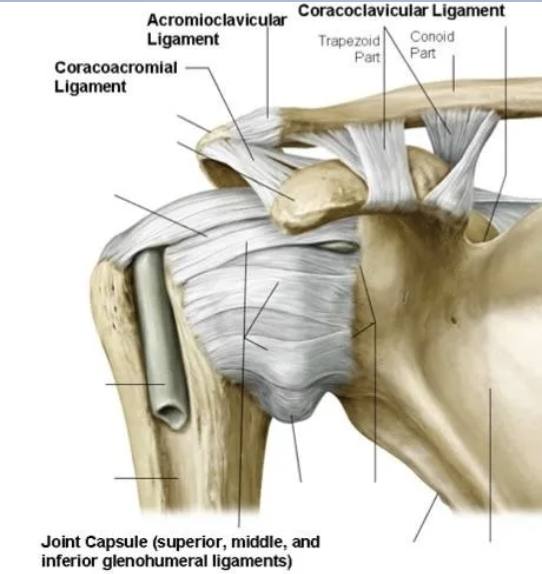 Acromioclavicular
Ligament
Coracoclavicular Ligament
Trapezoid
Part
Conoid
Part
Coracoacromial
Ligament
Joint Capsule (superior, middle, and
inferior glenohumeral ligaments)